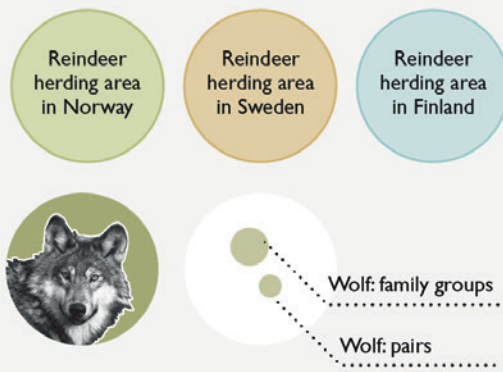 Reindeer
herding area
in Norway
Reindeer
herding area
in Sweden
Reindeer
herding area
in Finland
Wolf: family groups
Wolf: pairs